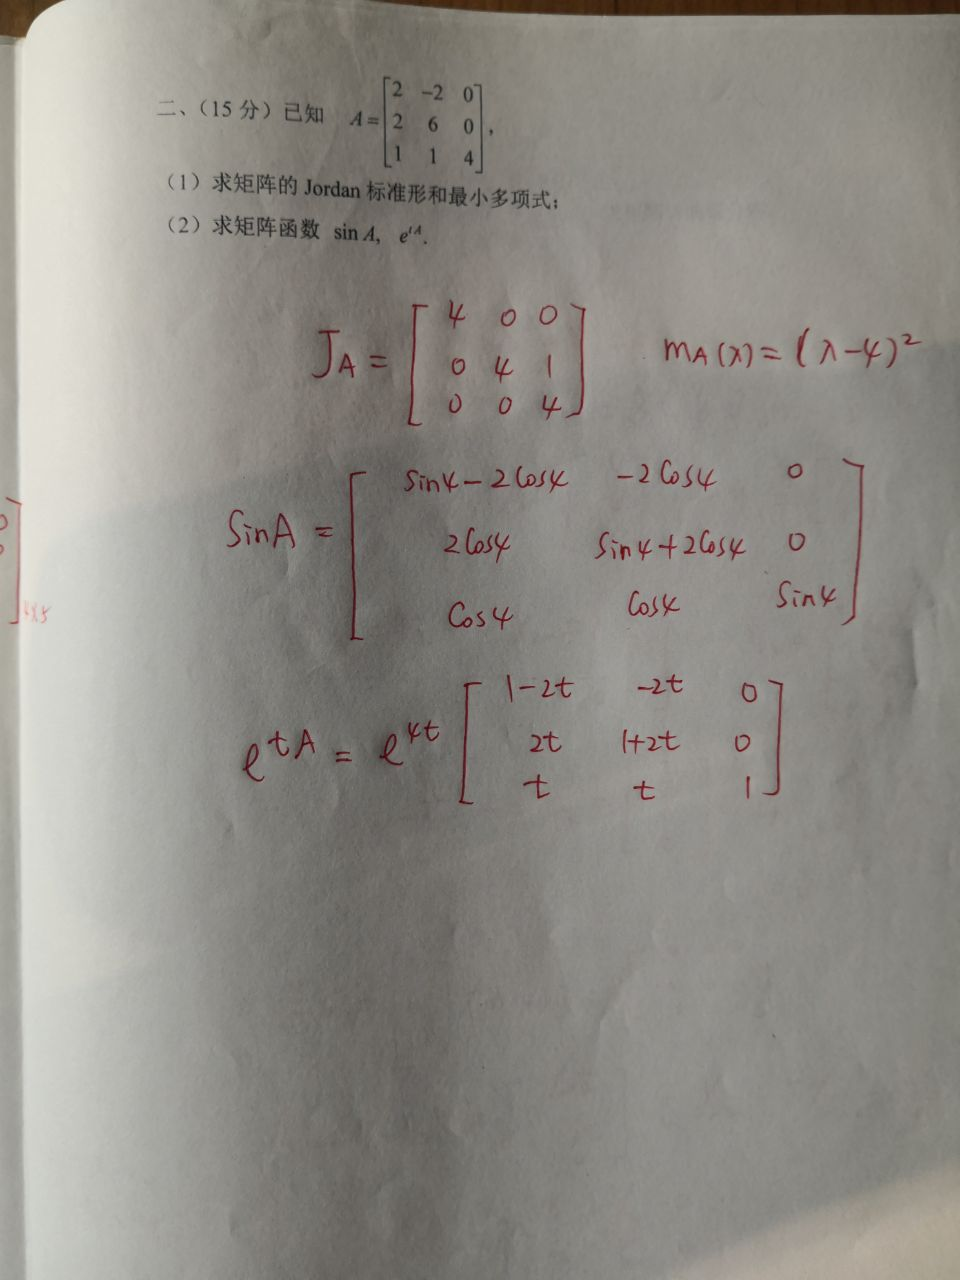 二、（15 分）已知 A = [2 -2 0; 2 6 0; 1 1 4],
（1）求矩阵的 Jordan 标准形和最小多项式;
（2）求矩阵函数 sin A, e^{tA}.
J_A = [4 0 0; 0 4 1; 0 0 4] m_A(λ) = (λ-4)²
SinA = [Sin4-2Cos4 -2Cos4 0; 2Cos4 Sin4+2Cos4 0; Cos4 Cos4 Sin4]
e^{tA} = e^{4t} [1-2t -2t 0; 2t 1+2t 0; t t 1]